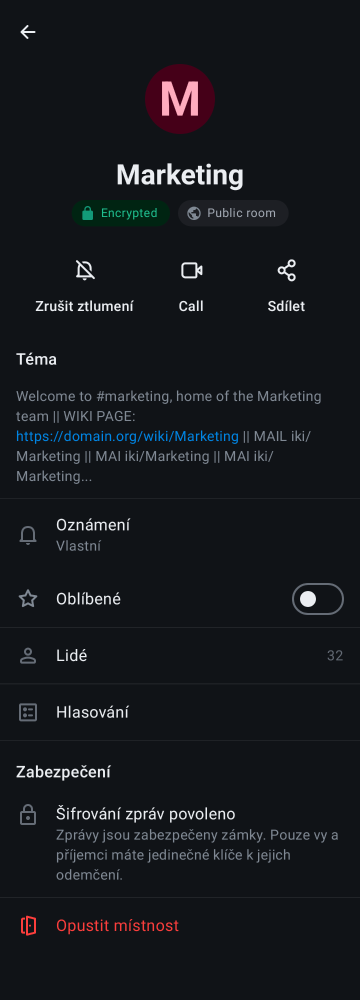 M
Marketing
Encrypted
Public room
Zrušit ztlumení
Call
Sdílet
Téma
Welcome to #marketing, home of the Marketing
team || WIKI PAGE:
https://domain.org/wiki/Marketing || MAIL iki/
Marketing || MAI iki/Marketing || MAI iki/
Marketing...
Oznámení
Vlastní
Oblíbené
Lidé 32
Hlasování
Zabezpečení
Šifrování zpráv povoleno
Zprávy jsou zabezpečeny zámky. Pouze vy a
příjemci máte jedinečné klíče k jejich
odemčení.
Opustit místnost